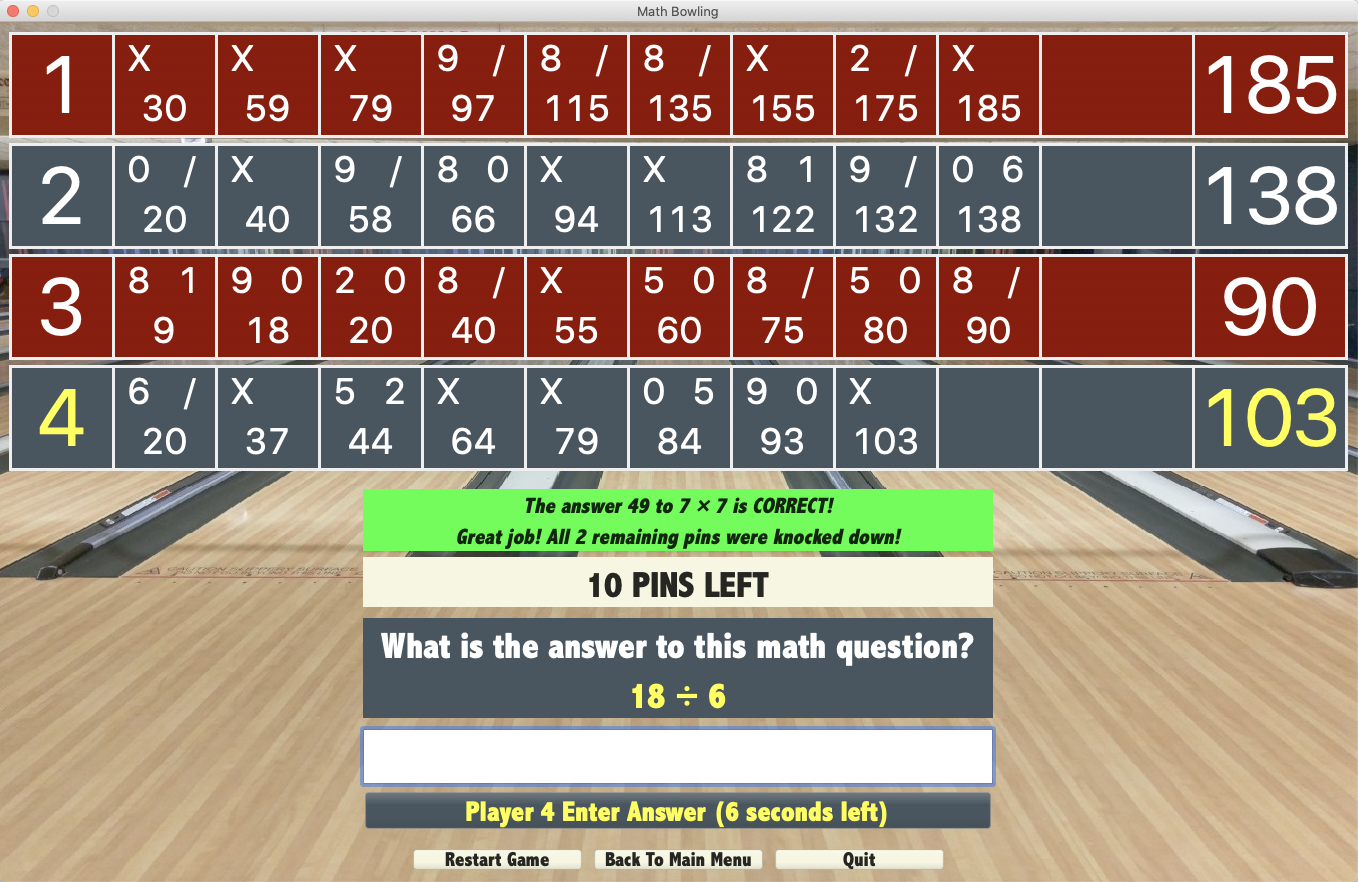 Math Bowling
1 X X X 9 / 8 / 8 / X 2 / X 185
30 59 79 97 115 135 155 175 185
2 0 / X 9 / 8 0 X X 8 1 9 / 0 6 138
20 40 58 66 94 113 122 132 138
3 8 1 9 0 2 0 8 / X 5 0 8 / 5 0 8 / 90
9 18 20 40 55 60 75 80 90
4 6 / X 5 2 X X 0 5 9 0 X 103
20 37 44 64 79 84 93 103
The answer 49 to 7 × 7 is CORRECT!
Great job! All 2 remaining pins were knocked down!
10 PINS LEFT
What is the answer to this math question?
18 ÷ 6
Player 4 Enter Answer (6 seconds left)
Restart Game Back To Main Menu Quit